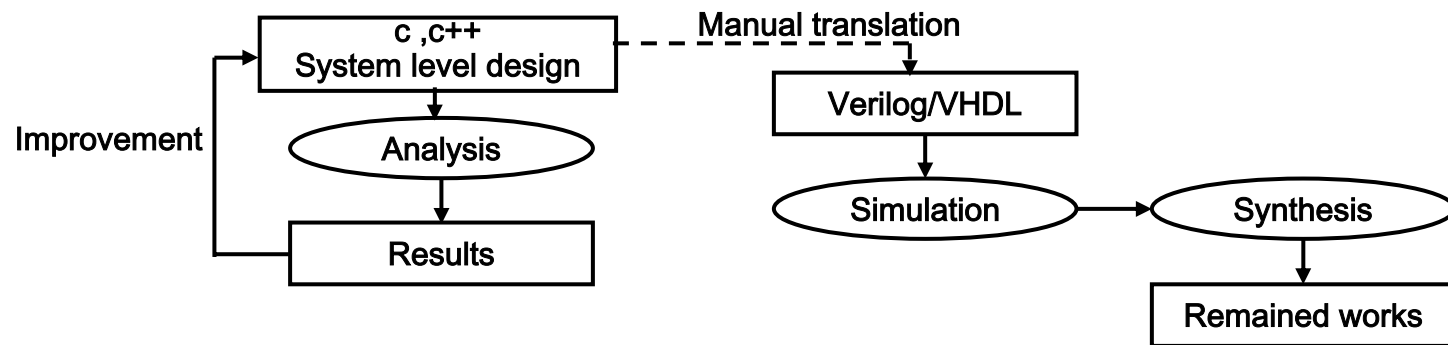 c ,c++
System level design
Manual translation
Verilog/VHDL
Improvement
Analysis
Simulation
Synthesis
Results
Remained works